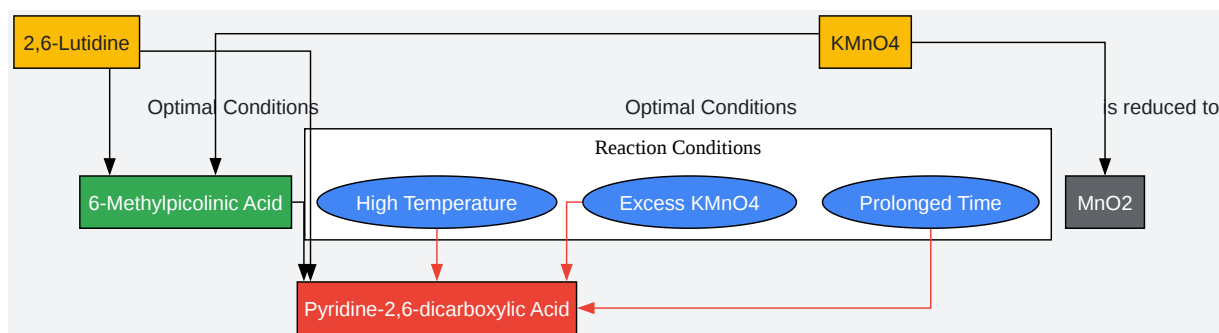 2,6-Lutidine
KMnO4
Optimal Conditions
Optimal Conditions
is reduced to
Reaction Conditions
6-Methylpicolinic Acid
High Temperature
Excess KMnO4
Prolonged Time
MnO2
Pyridine-2,6-dicarboxylic Acid